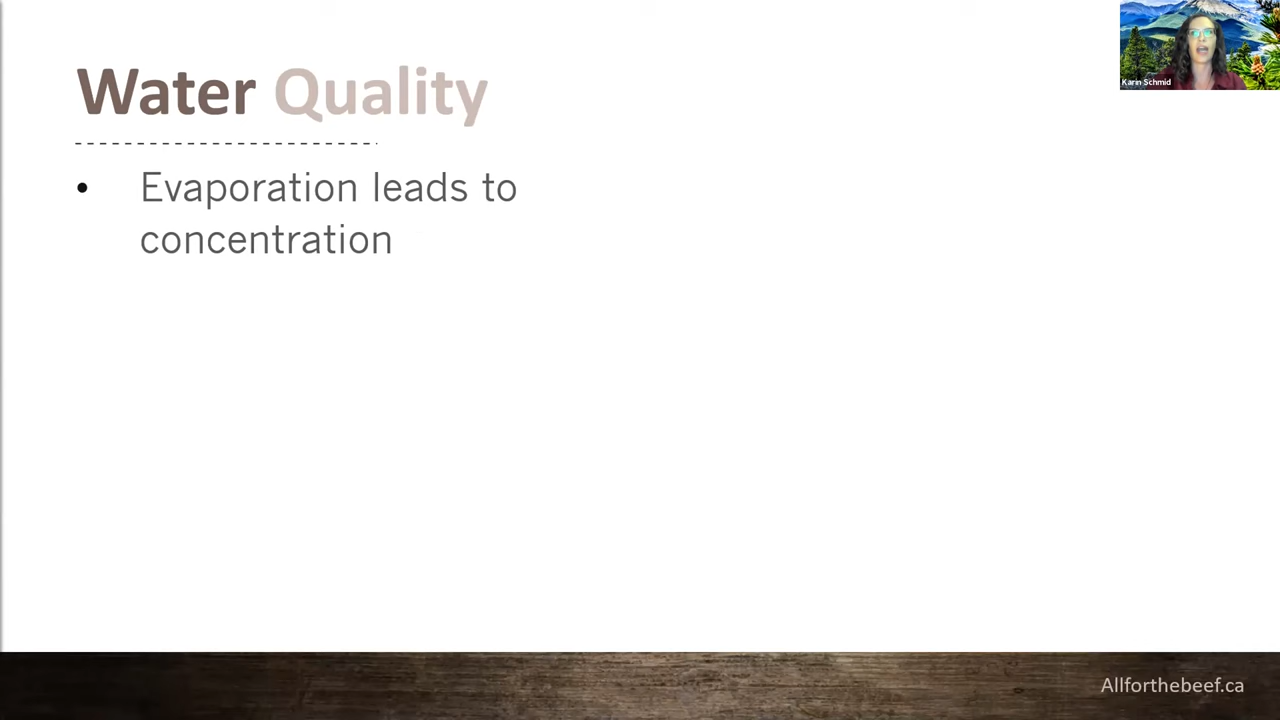 Water Quality
Karin Schmid
• Evaporation leads to
concentration
Allforthebeef.ca